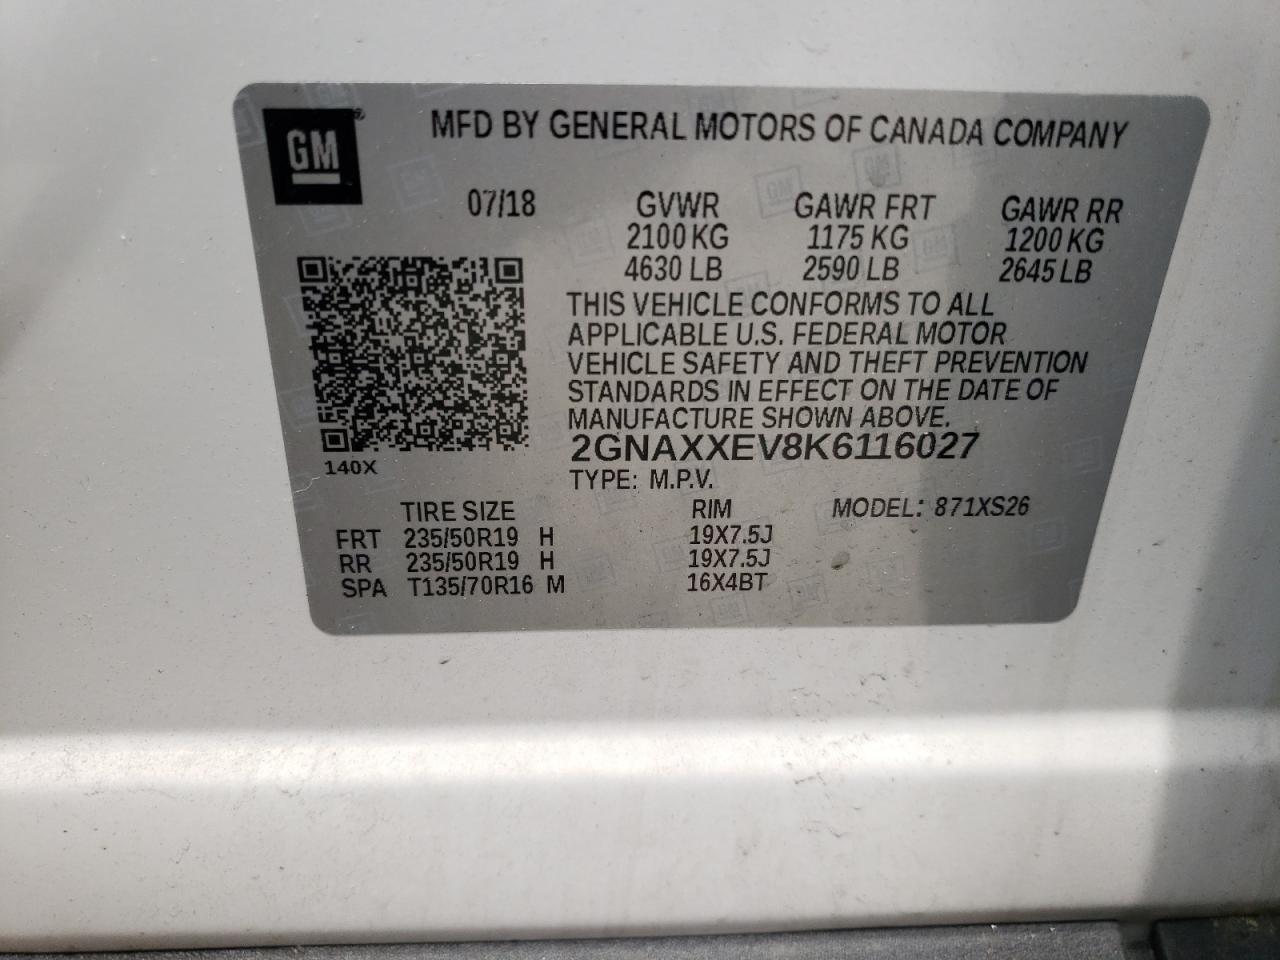 GM
MFD BY GENERAL MOTORS OF CANADA COMPANY
07/18 GVWR GAWR FRT GAWR RR
2100 KG 1175 KG 1200 KG
4630 LB 2590 LB 2645 LB
THIS VEHICLE CONFORMS TO ALL
APPLICABLE U.S. FEDERAL MOTOR
VEHICLE SAFETY AND THEFT PREVENTION
STANDARDS IN EFFECT ON THE DATE OF
MANUFACTURE SHOWN ABOVE.
2GNAXXEV8K6116027
140X
TYPE: M.P.V.
TIRE SIZE RIM MODEL: 871XS26
FRT 235/50R19 H 19X7.5J
RR 235/50R19 H 19X7.5J
SPA T135/70R16 M 16X4BT